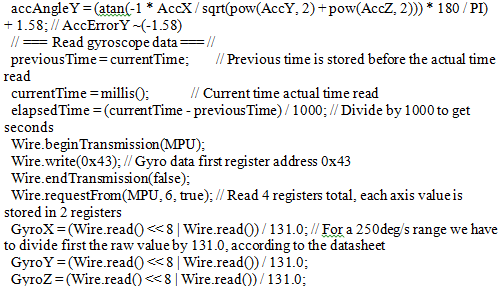 accAngleY = (atan(-1 * AccX / sqrt(pow(AccY, 2) + pow(AccZ, 2))) * 180 / PI)
+ 1.58; // AccErrorY ~(-1.58)
// === Read gyroscope data === //
previousTime = currentTime; // Previous time is stored before the actual time
read
currentTime = millis(); // Current time actual time read
elapsedTime = (currentTime - previousTime) / 1000; // Divide by 1000 to get
seconds
Wire.beginTransmission(MPU);
Wire.write(0x43); // Gyro data first register address 0x43
Wire.endTransmission(false);
Wire.requestFrom(MPU, 6, true); // Read 4 registers total, each axis value is
stored in 2 registers
GyroX = (Wire.read() << 8 | Wire.read()) / 131.0; // For a 250deg/s range we have
to divide first the raw value by 131.0, according to the datasheet
GyroY = (Wire.read() << 8 | Wire.read()) / 131.0;
GyroZ = (Wire.read() << 8 | Wire.read()) / 131.0;